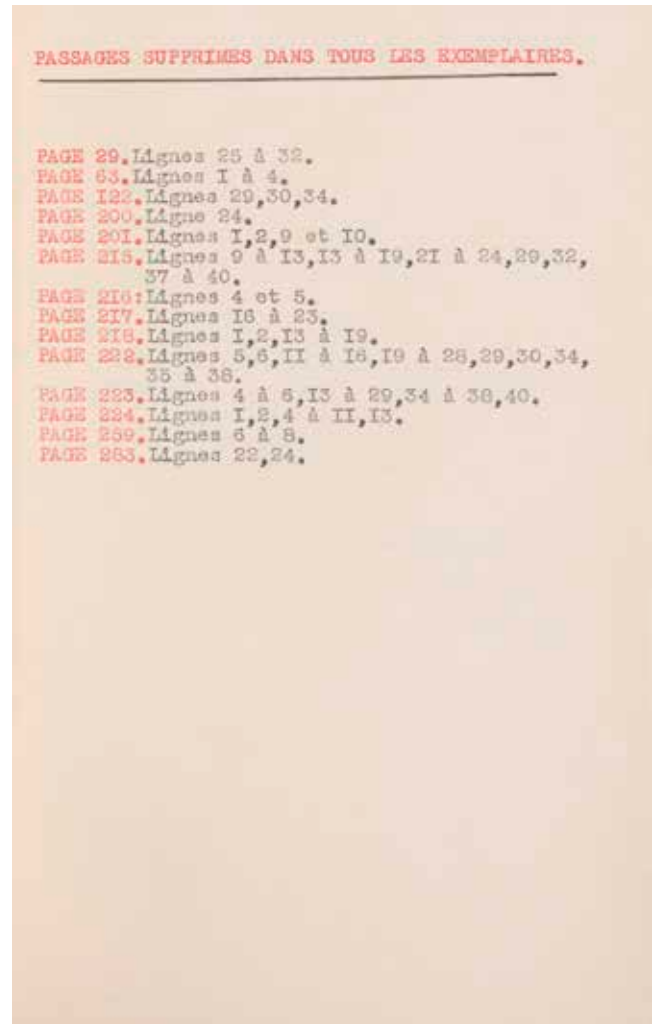 PASSAGES SUPPRIMES DANS TOUS LES EXEMPLAIRES.
PAGE 29.Lignes 25 à 32.
PAGE 63.Lignes I à 4.
PAGE I22.Lignes 29,30,34.
PAGE 200.Ligne 24.
PAGE 20I.Lignes I,2,9 et I0.
PAGE 2I5.Lignes 9 à I3,I3 à I9,2I à 24,29,32,
37 à 40.
PAGE 2I6:Lignes 4 et 5.
PAGE 2I7.Lignes I6 à 23.
PAGE 2I8.Lignes I,2,I3 à I9.
PAGE 222.Lignes 5,6,II à I6,I9 à 28,29,30,34,
35 à 38.
PAGE 223.Lignes 4 à 6,I3 à 29,34 à 38,40.
PAGE 224.Lignes I,2,4 à II,I3.
PAGE 259.Lignes 6 à 8.
PAGE 283.Lignes 22,24.